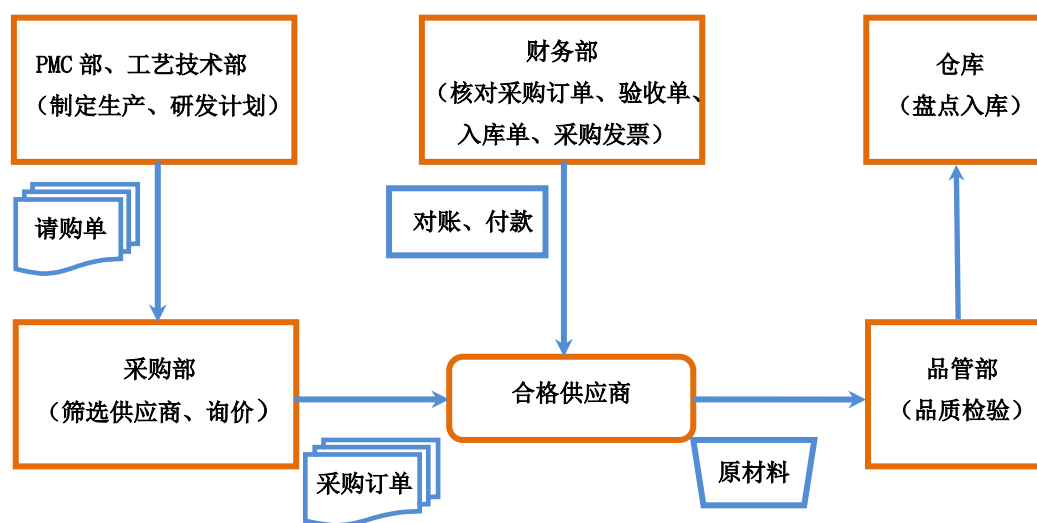 PMC 部、工艺技术部
（制定生产、研发计划）
财务部
（核对采购订单、验收单、
入库单、采购发票）
仓库
（盘点入库）
请购单
对账、付款
采购部
（筛选供应商、询价）
合格供应商
品管部
（品质检验）
采购订单
原材料